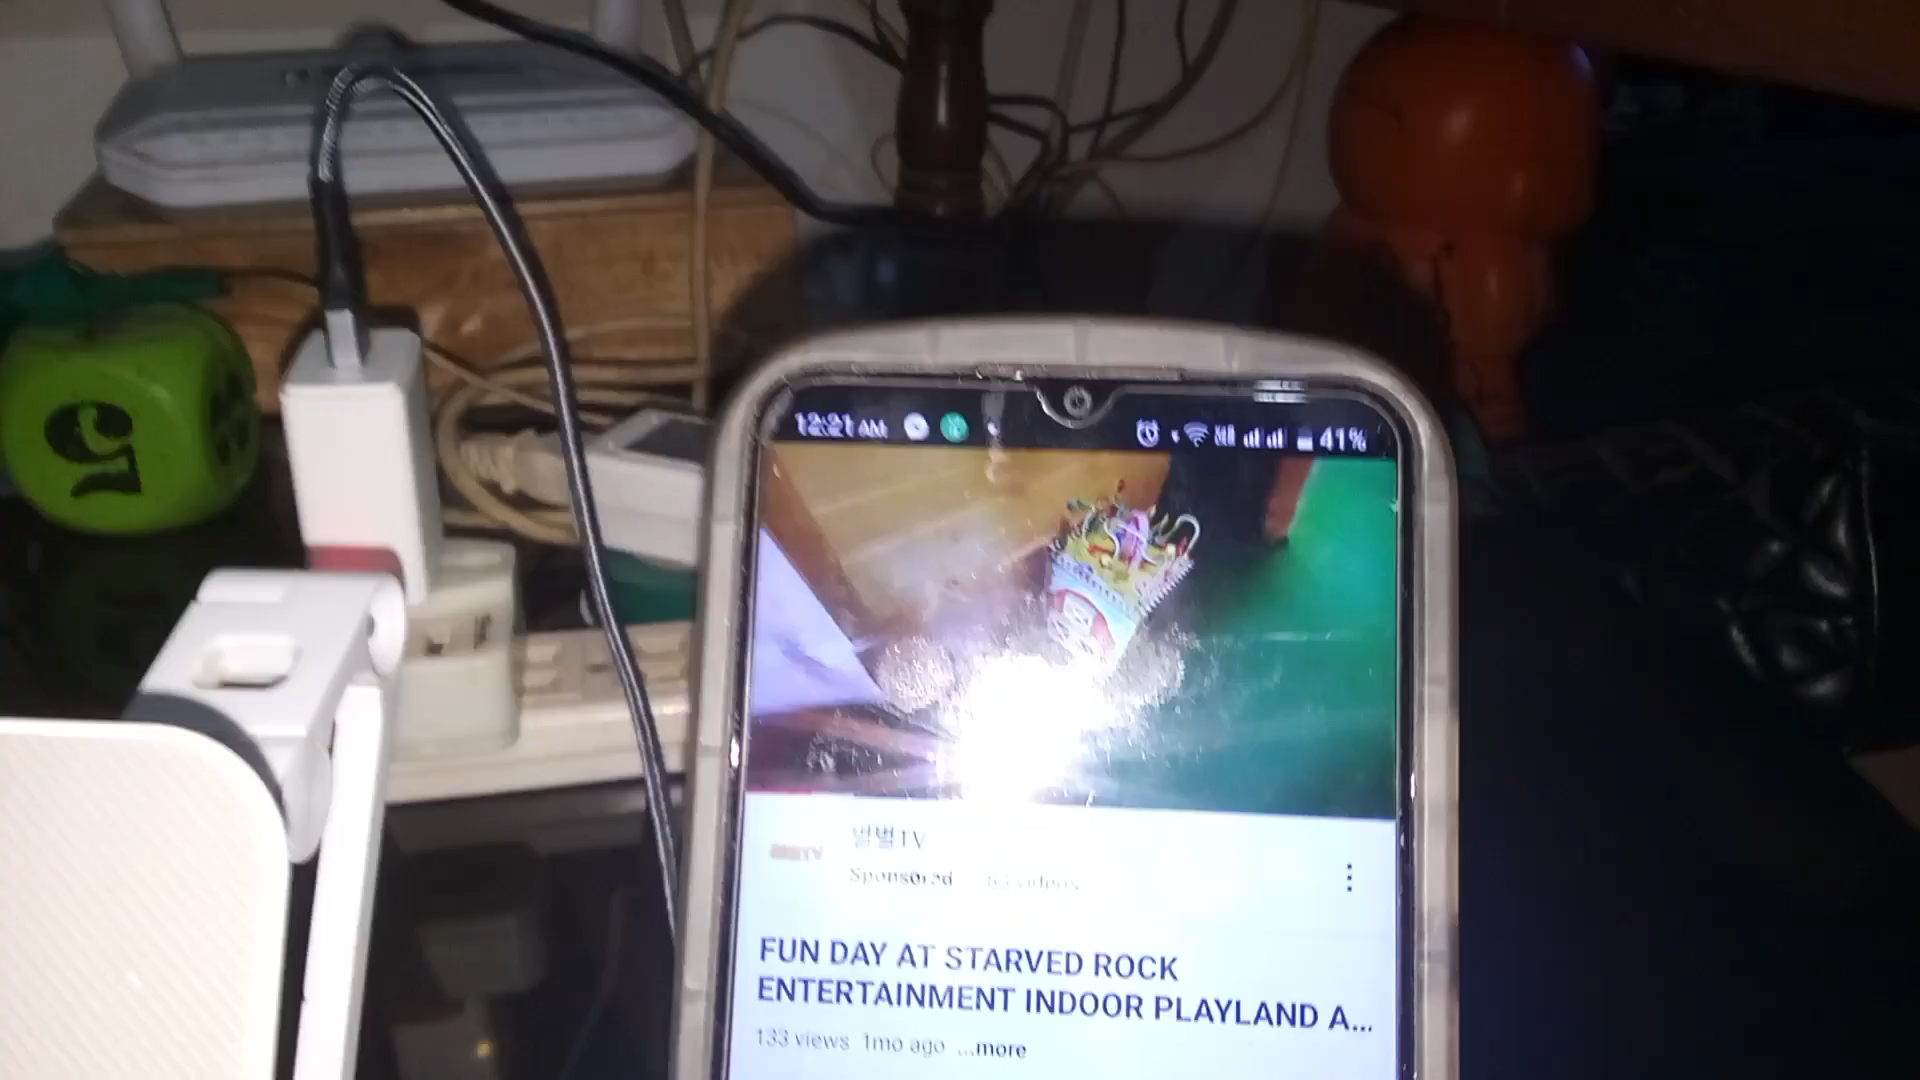 5
12:21 AM
41%
별별TV
Sponsored
FUN DAY AT STARVED ROCK
ENTERTAINMENT INDOOR PLAYLAND A...
133 views 1mo ago ...more